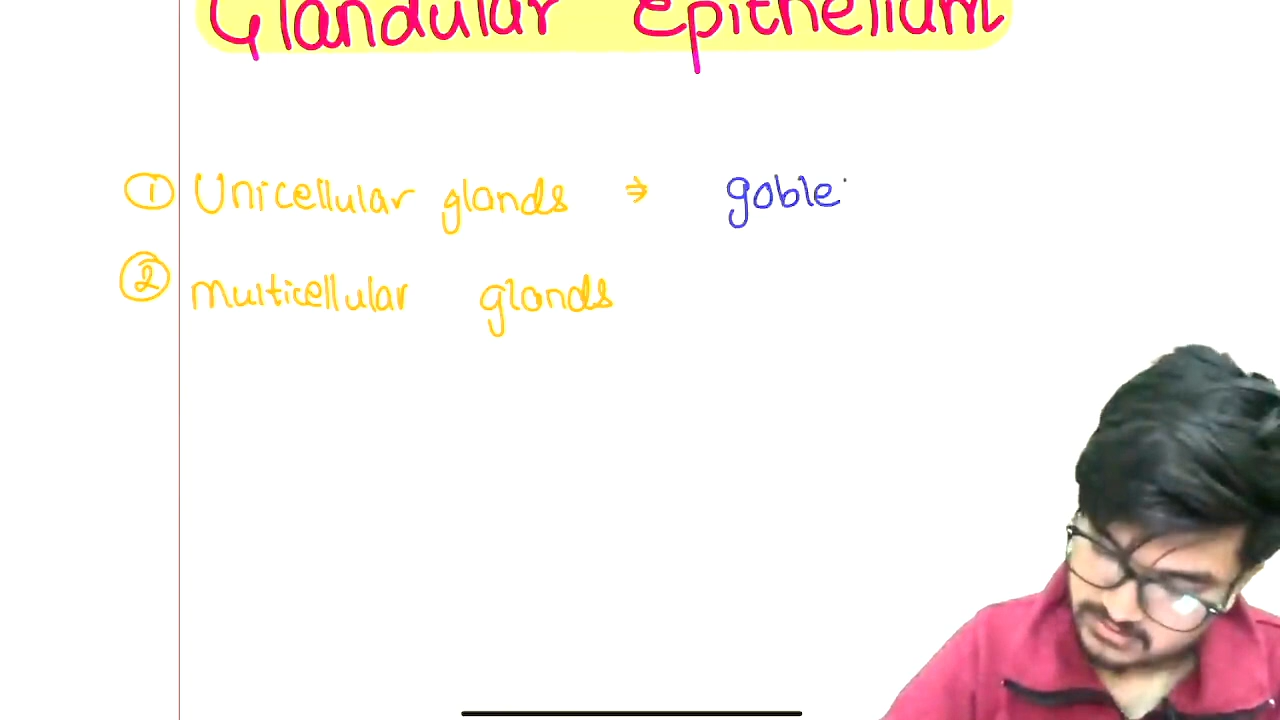 Glandular Epithelium
① Unicellular glands ⇒ goble
② multicellular glands